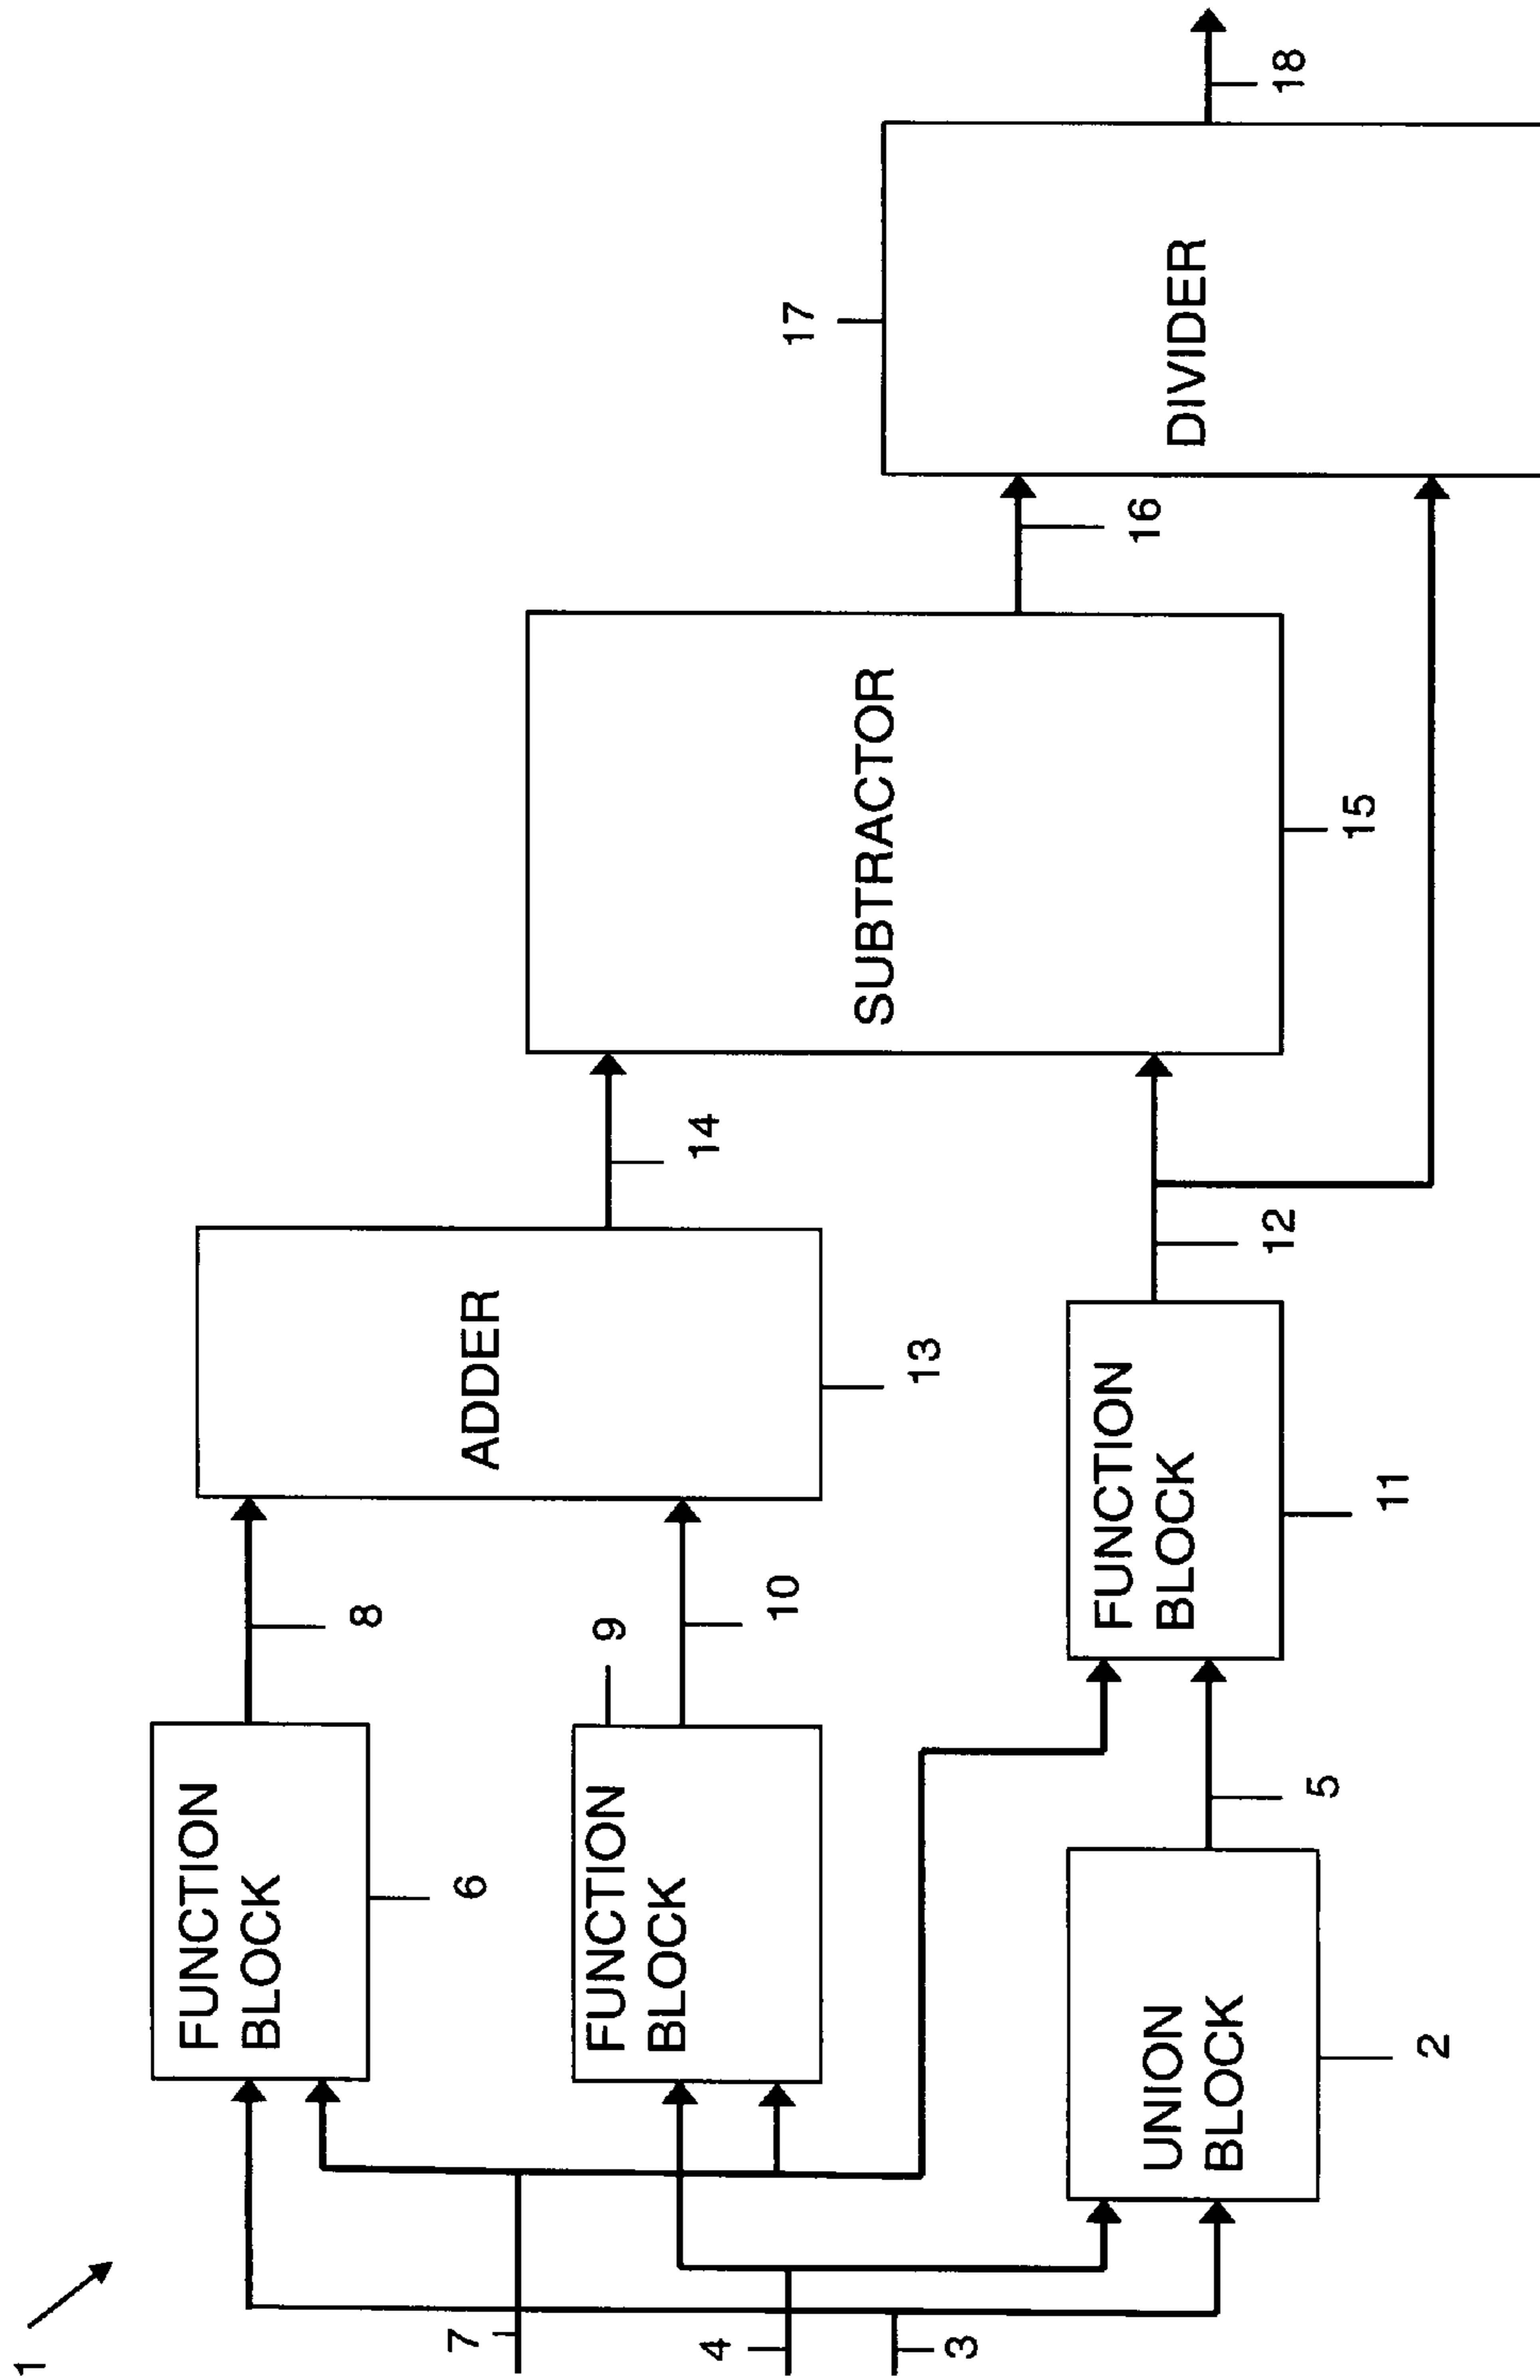 1
FUNCTION
BLOCK
6
8
ADDER
13
14
7
FUNCTION
BLOCK
9
10
SUBTRACTOR
15
16
17
DIVIDER
18
4
3
UNION
BLOCK
2
5
FUNCTION
BLOCK
11
12